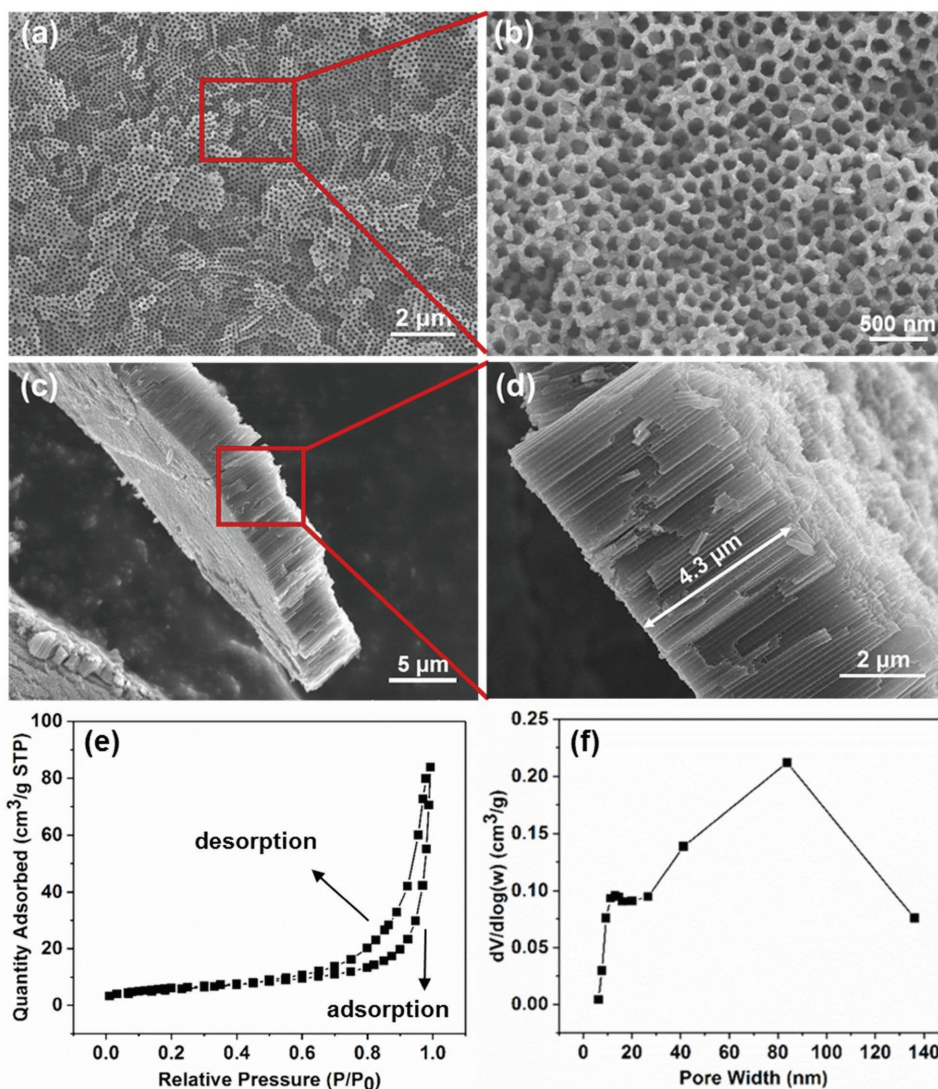 (a)
2 μm
(b)
500 nm
(c)
5 μm
(d)
4.3 μm
2 μm
(e)
100
80
60
40
20
0
Quantity Adsorbed (cm³/g STP)
desorption
adsorption
0.0 0.2 0.4 0.6 0.8 1.0
Relative Pressure (P/P₀)
(f)
0.25
0.20
0.15
0.10
0.05
0.00
dV/dlog(w) (cm³/g)
0 20 40 60 80 100 120 140
Pore Width (nm)